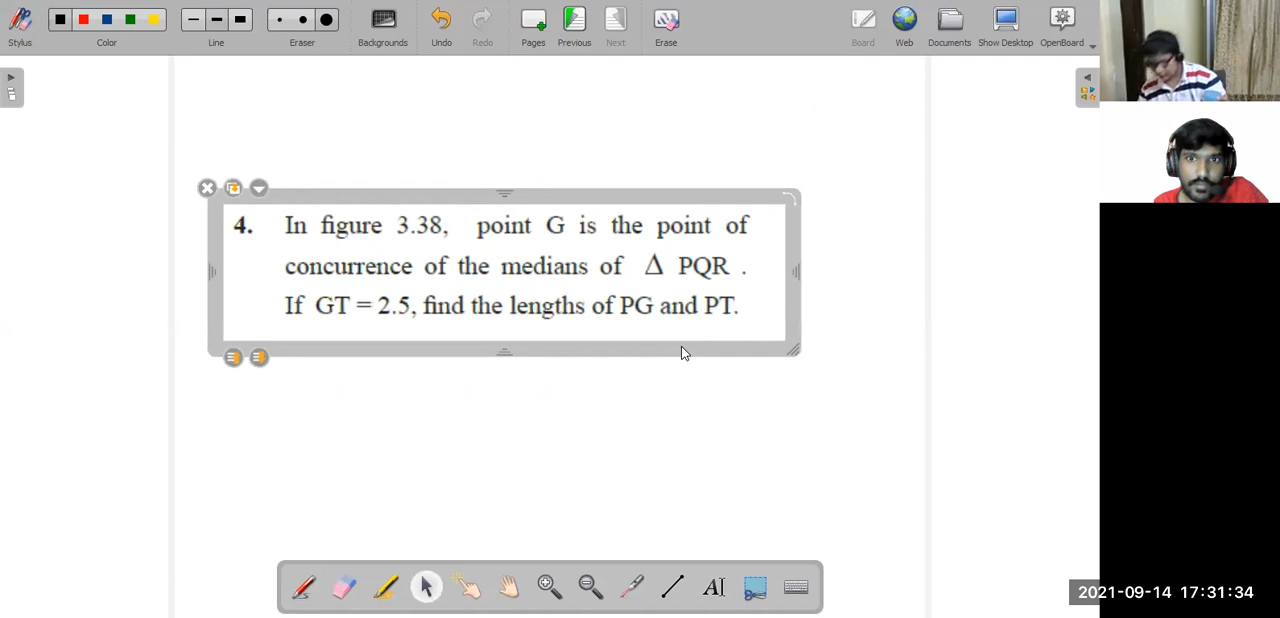 Stylus
Color
Line
Eraser
Backgrounds
Undo
Redo
Pages
Previous
Next
Erase
Board
Web
Documents
Show Desktop
OpenBoard
4. In figure 3.38, point G is the point of
concurrence of the medians of Δ PQR .
If GT = 2.5, find the lengths of PG and PT.
AI
2021-09-14 17:31:34